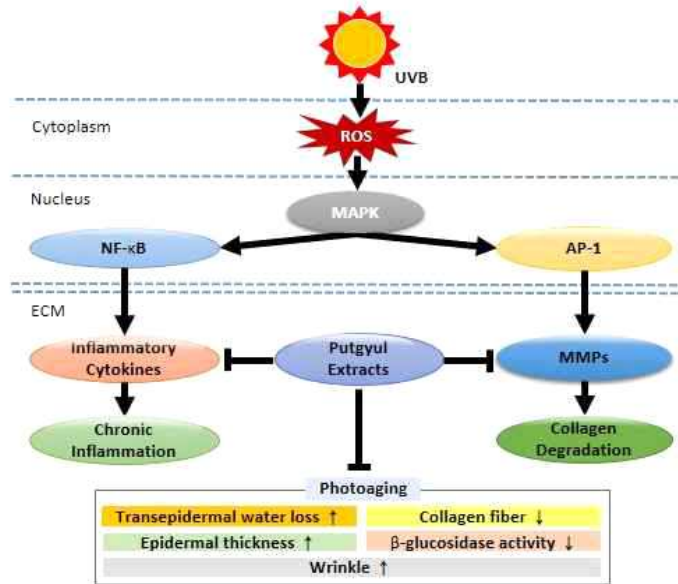 UVB
Cytoplasm
ROS
Nucleus
MAPK
NF-κB
AP-1
ECM
Inflammatory
Cytokines
Putgyul
Extracts
MMPs
Chronic
Inflammation
Collagen
Degradation
Photoaging
Transepidermal water loss ↑
Collagen fiber ↓
Epidermal thickness ↑
β-glucosidase activity ↓
Wrinkle ↑